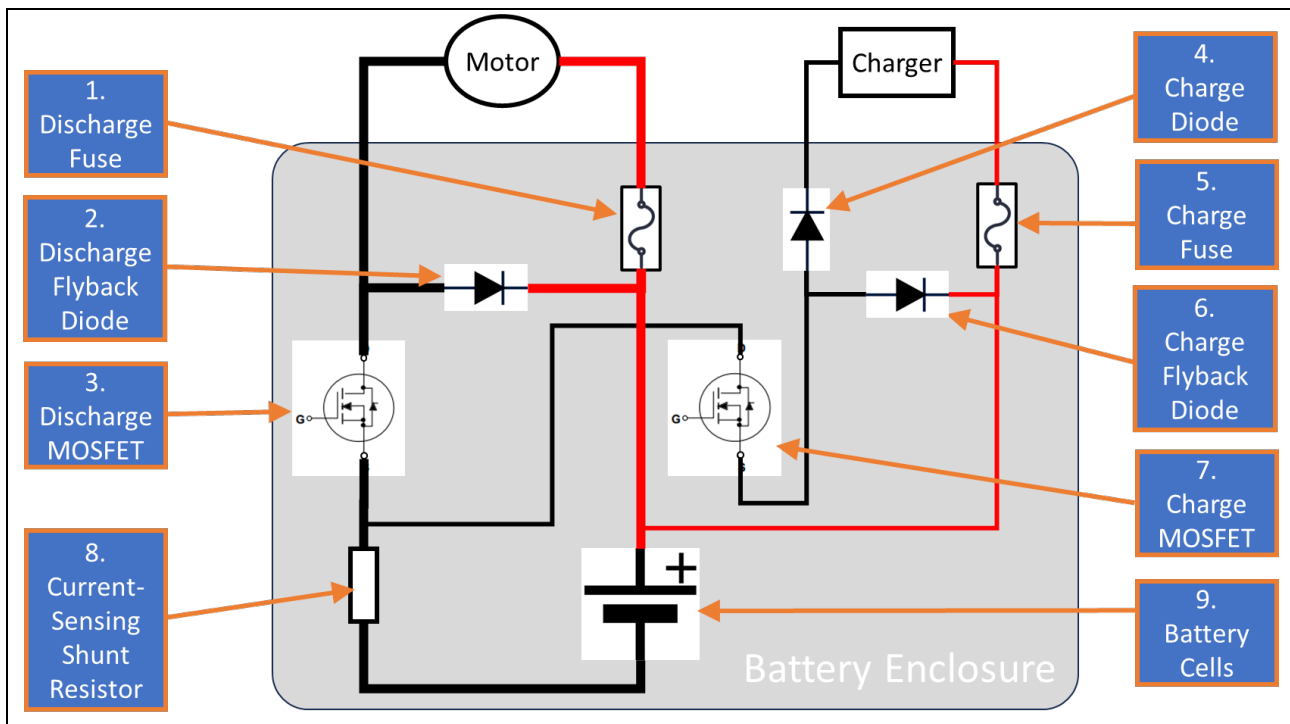 Motor
Charger
1.
Discharge
Fuse
2.
Discharge
Flyback
Diode
3.
Discharge
MOSFET
8.
Current-
Sensing
Shunt
Resistor
4.
Charge
Diode
5.
Charge
Fuse
6.
Charge
Flyback
Diode
7.
Charge
MOSFET
9.
Battery
Cells
G
G
+
Battery Enclosure